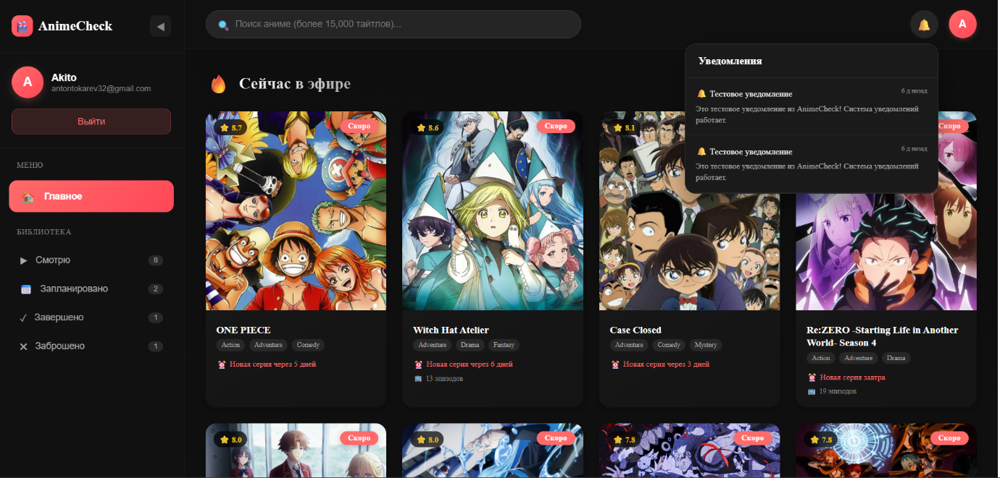 AnimeCheck
Поиск аниме (более 15,000 тайтлов)...
A
A
Akito
antontokarev32@gmail.com
Выйти
МЕНЮ
Главное
БИБЛИОТЕКА
Смотрю 8
Запланировано 2
Завершено 1
Заброшено 1
Сейчас в эфире
Уведомления
Тестовое уведомление 6 д назад
Это тестовое уведомление из AnimeCheck! Система уведомлений
работает.
Тестовое уведомление 6 д назад
Это тестовое уведомление из AnimeCheck! Система уведомлений
работает.
8.7 Скоро
ONE PIECE
Action Adventure Comedy
Новая серия через 5 дней
8.6 Скоро
Witch Hat Atelier
Adventure Drama Fantasy
Новая серия через 6 дней
13 эпизодов
8.1
Case Closed
Adventure Comedy Mystery
Новая серия через 3 дней
Скоро
Re:ZERO -Starting Life in Another
World- Season 4
Action Adventure Drama
Новая серия завтра
19 эпизодов
8.0 Скоро
8.0 Скоро
7.8 Скоро
7.8 Скоро